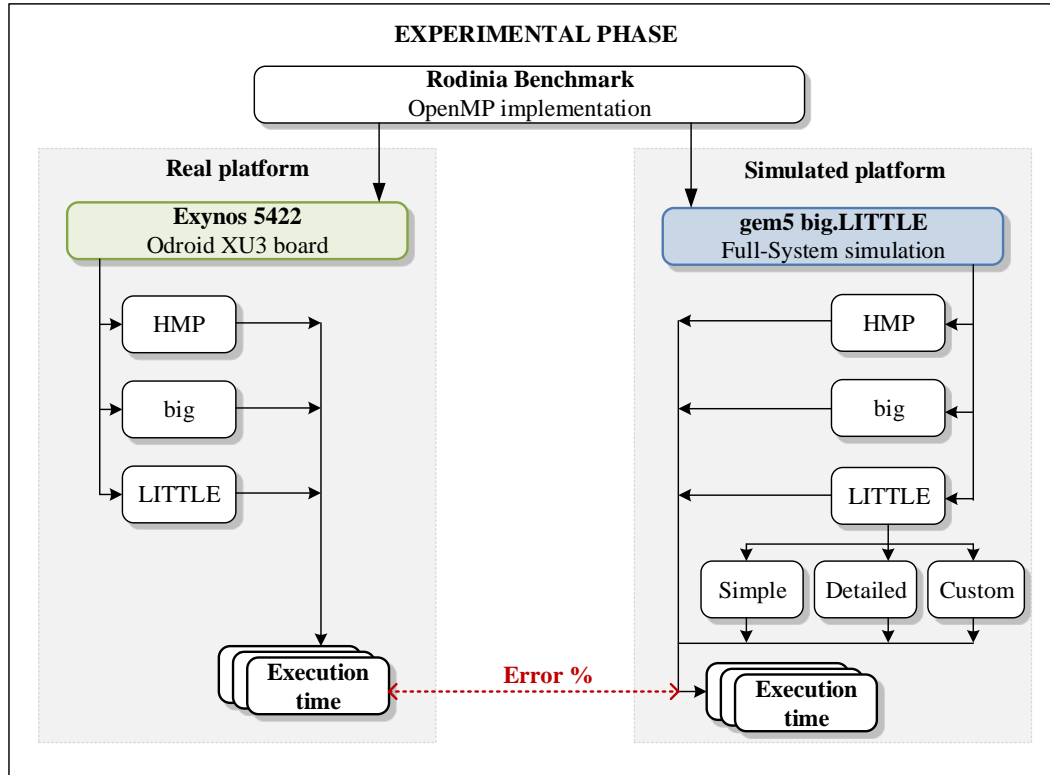 EXPERIMENTAL PHASE
Rodinia Benchmark
OpenMP implementation
Real platform
Exynos 5422
Odroid XU3 board
HMP
big
LITTLE
Execution
time
Error %
Simulated platform
gem5 big.LITTLE
Full-System simulation
HMP
big
LITTLE
Simple
Detailed
Custom
Execution
time